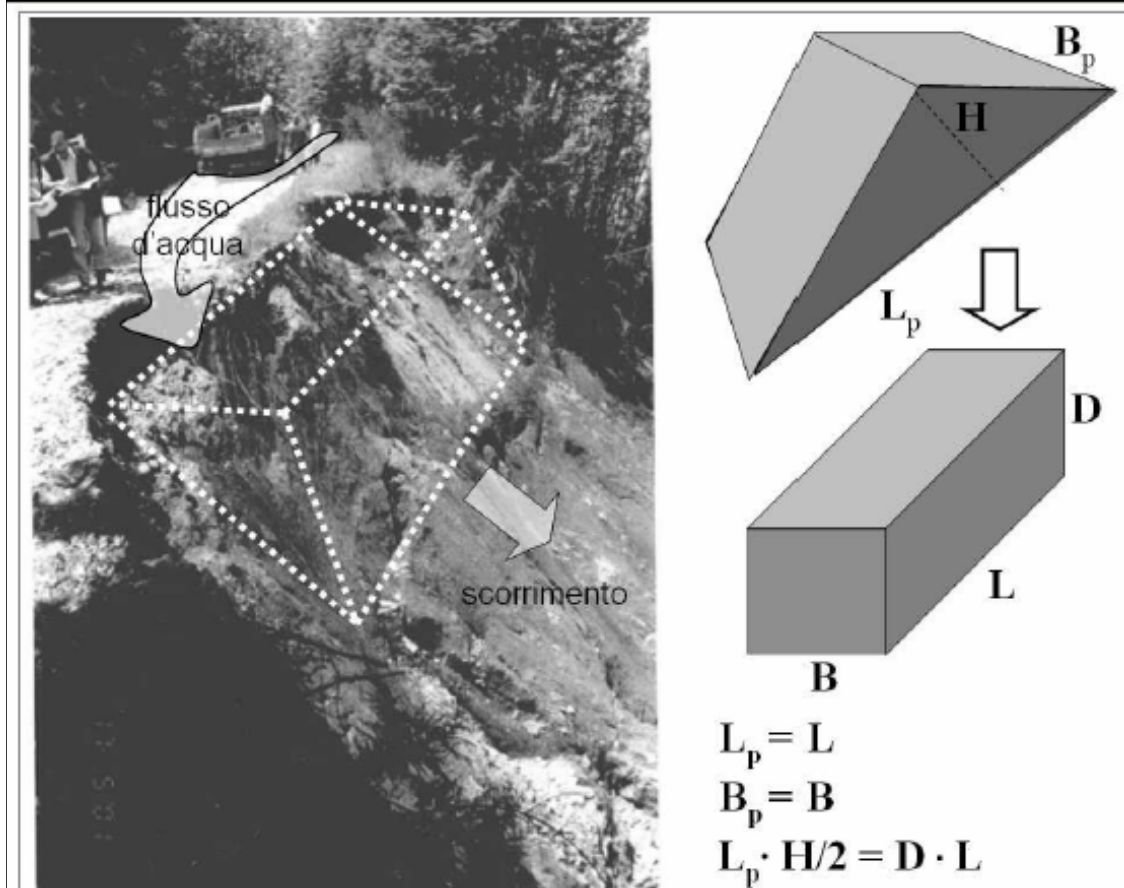 flusso
d'acqua
scorrimento
B_p
H
L_p
D
L
B
L_p = L
B_p = B
L_p · H/2 = D · L